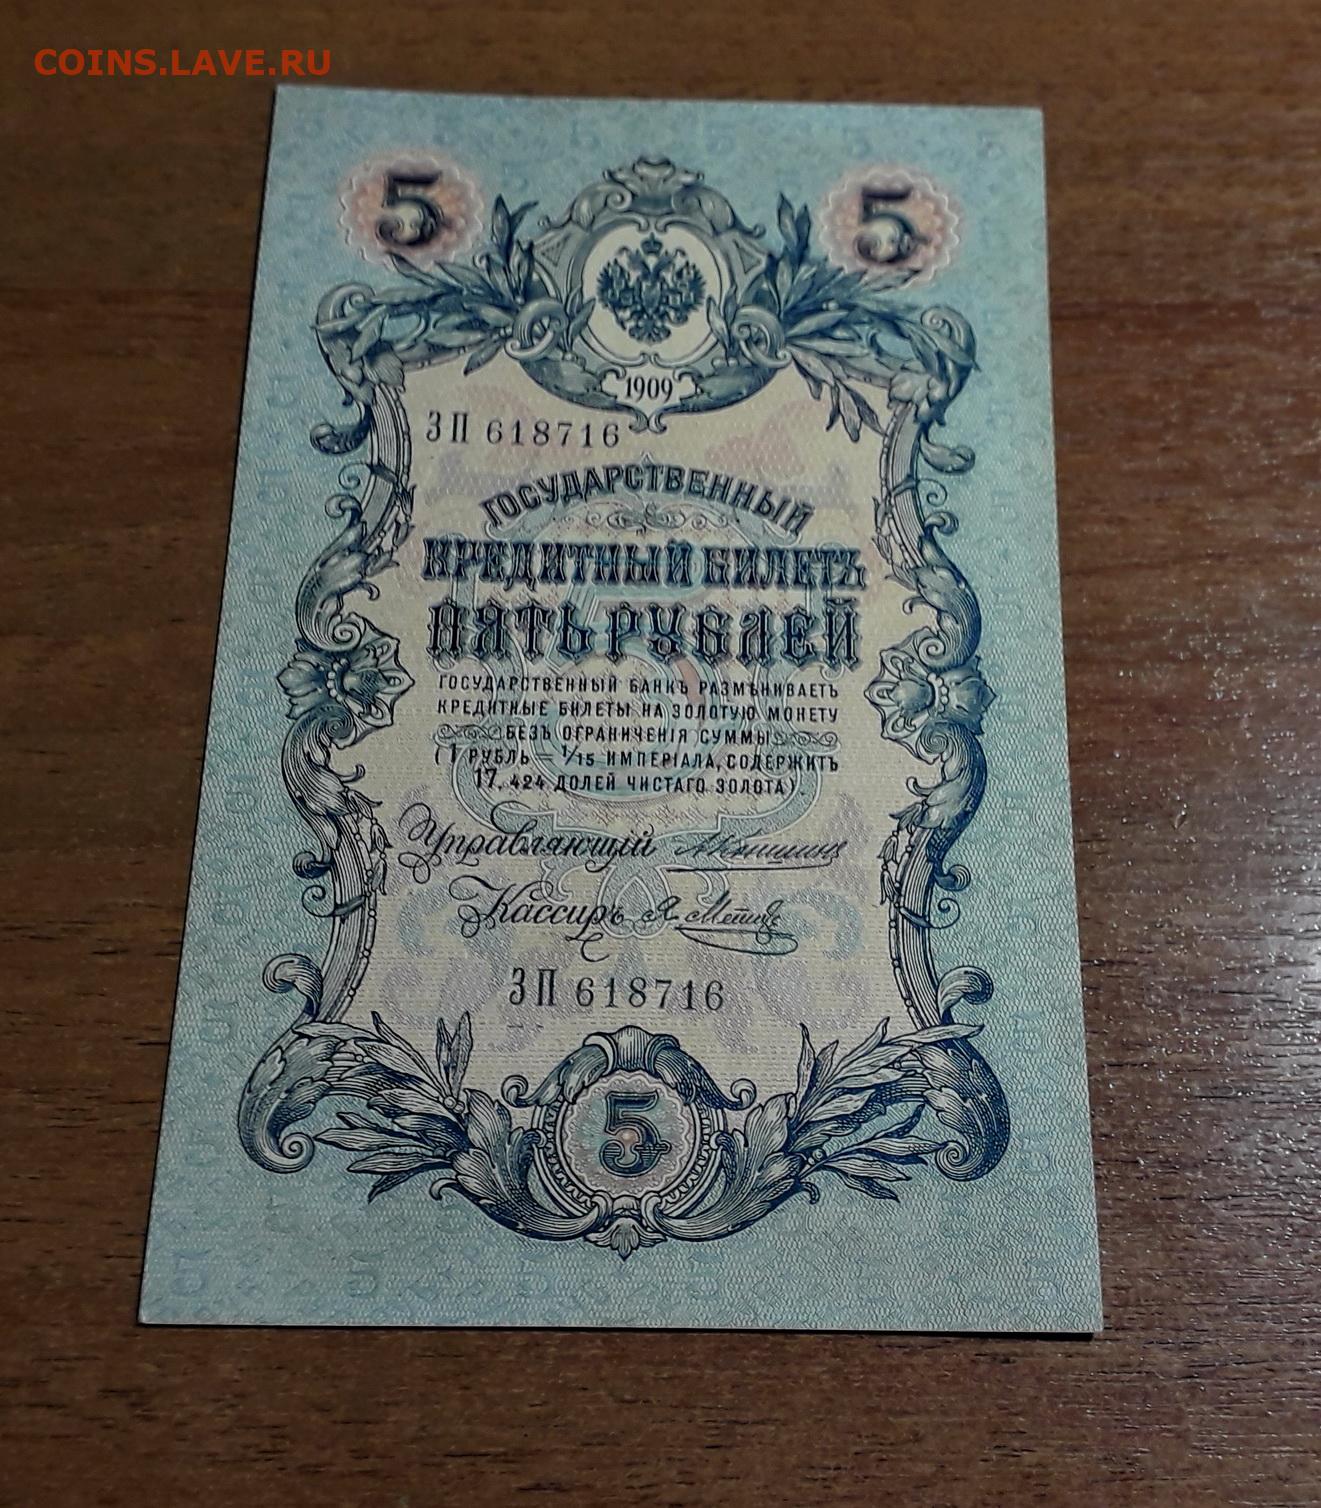 COINS.LAVE.RU
5 5
1909
ЗП 618716
ГОСУДАРСТВЕННЫЙ
КРЕДИТНЫЙ БИЛЕТЪ
ПЯТЬ РУБЛЕЙ
ГОСУДАРСТВЕННЫЙ БАНКЪ РАЗМѢНИВАЕТЪ
КРЕДИТНЫЕ БИЛЕТЫ НА ЗОЛОТУЮ МОНЕТУ
БЕЗЪ ОГРАНИЧЕНІЯ СУММЫ
(1 РУБЛЬ = 1/15 ИМПЕРІАЛА, СОДЕРЖИТЪ
17, 424 ДОЛЕЙ ЧИСТАГО ЗОЛОТА).
Управляющій
Кассиръ
ЗП 618716
5